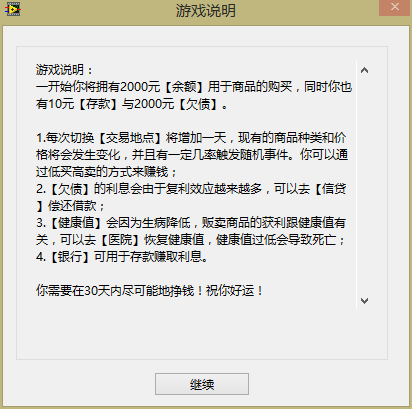 游戏说明
游戏说明：
一开始你将拥有2000元【余额】用于商品的购买，同时你也
有10元【存款】与2000元【欠债】。
1.每次切换【交易地点】将增加一天，现有的商品种类和价
格将会发生变化，并且有一定几率触发随机事件。你可以通
过低买高卖的方式来赚钱；
2.【欠债】的利息会由于复利效应越来越多，可以去【信贷
】偿还借款；
3.【健康值】会因为生病降低，贩卖商品的获利跟健康值有
关，可以去【医院】恢复健康值，健康值过低会导致死亡；
4.【银行】可用于存款赚取利息。
你需要在30天内尽可能地挣钱！祝你好运！
继续